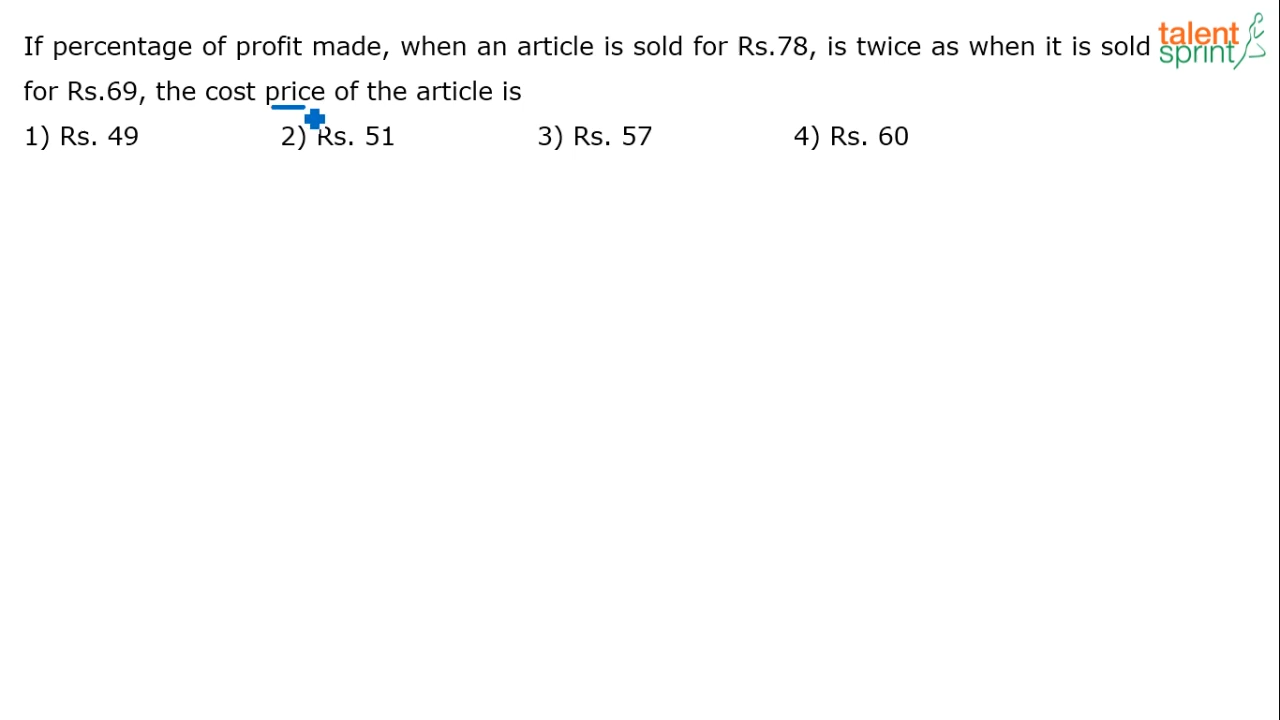 If percentage of profit made, when an article is sold for Rs.78, is twice as when it is sold
for Rs.69, the cost price of the article is
1) Rs. 49 2) Rs. 51 3) Rs. 57 4) Rs. 60
talent
sprint